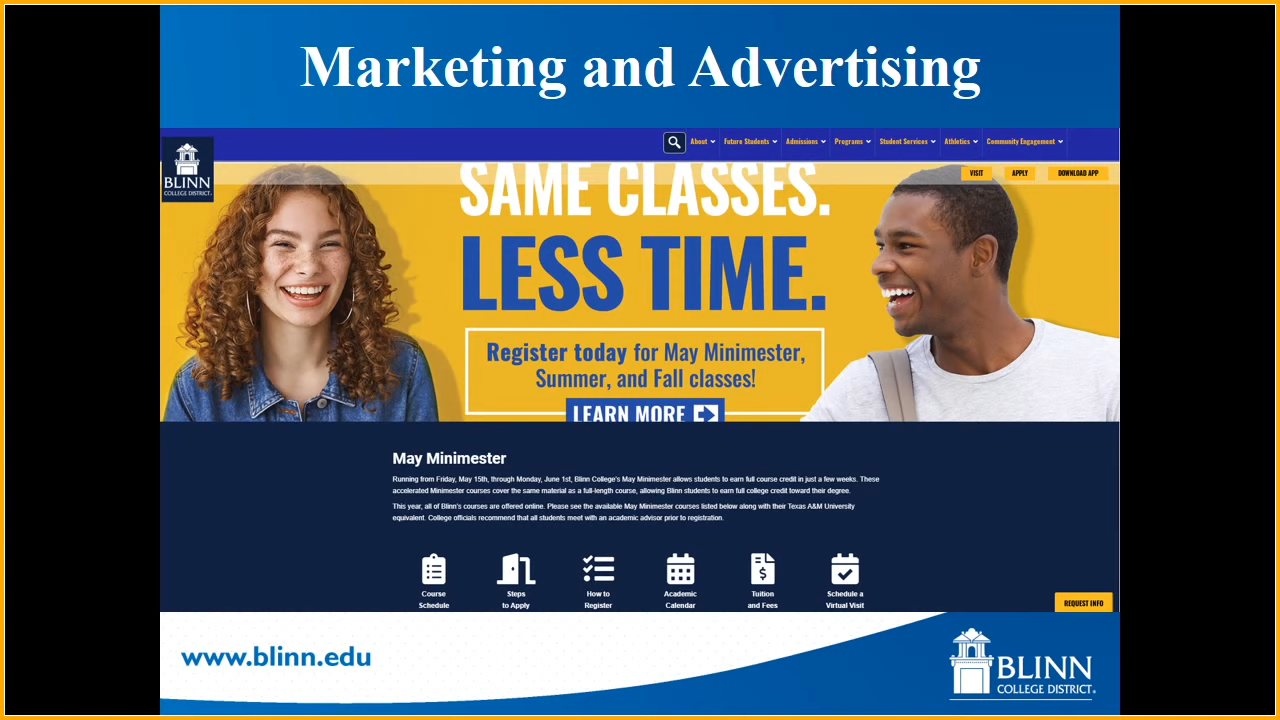 Marketing and Advertising
About Future Students Admissions Programs Student Services Athletics Community Engagement
BLINN
COLLEGE DISTRICT
VISIT APPLY DOWNLOAD APP
SAME CLASSES.
LESS TIME.
Register today for May Minimester,
Summer, and Fall classes!
LEARN MORE
May Minimester
Running from Friday, May 15th, through Monday, June 1st, Blinn College's May Minimester allows students to earn full course credit in just a few weeks. These
accelerated Minimester courses cover the same material as a full-length course, allowing Blinn students to earn full college credit toward their degree.
This year, all of Blinn's courses are offered online. Please see the available May Minimester courses listed below along with their Texas A&M University
equivalent. College officials recommend that all students meet with an academic advisor prior to registration.
Course
Schedule
Steps
to Apply
How to
Register
Academic
Calendar
Tuition
and Fees
Schedule a
Virtual Visit
REQUEST INFO
www.blinn.edu
BLINN
COLLEGE DISTRICT